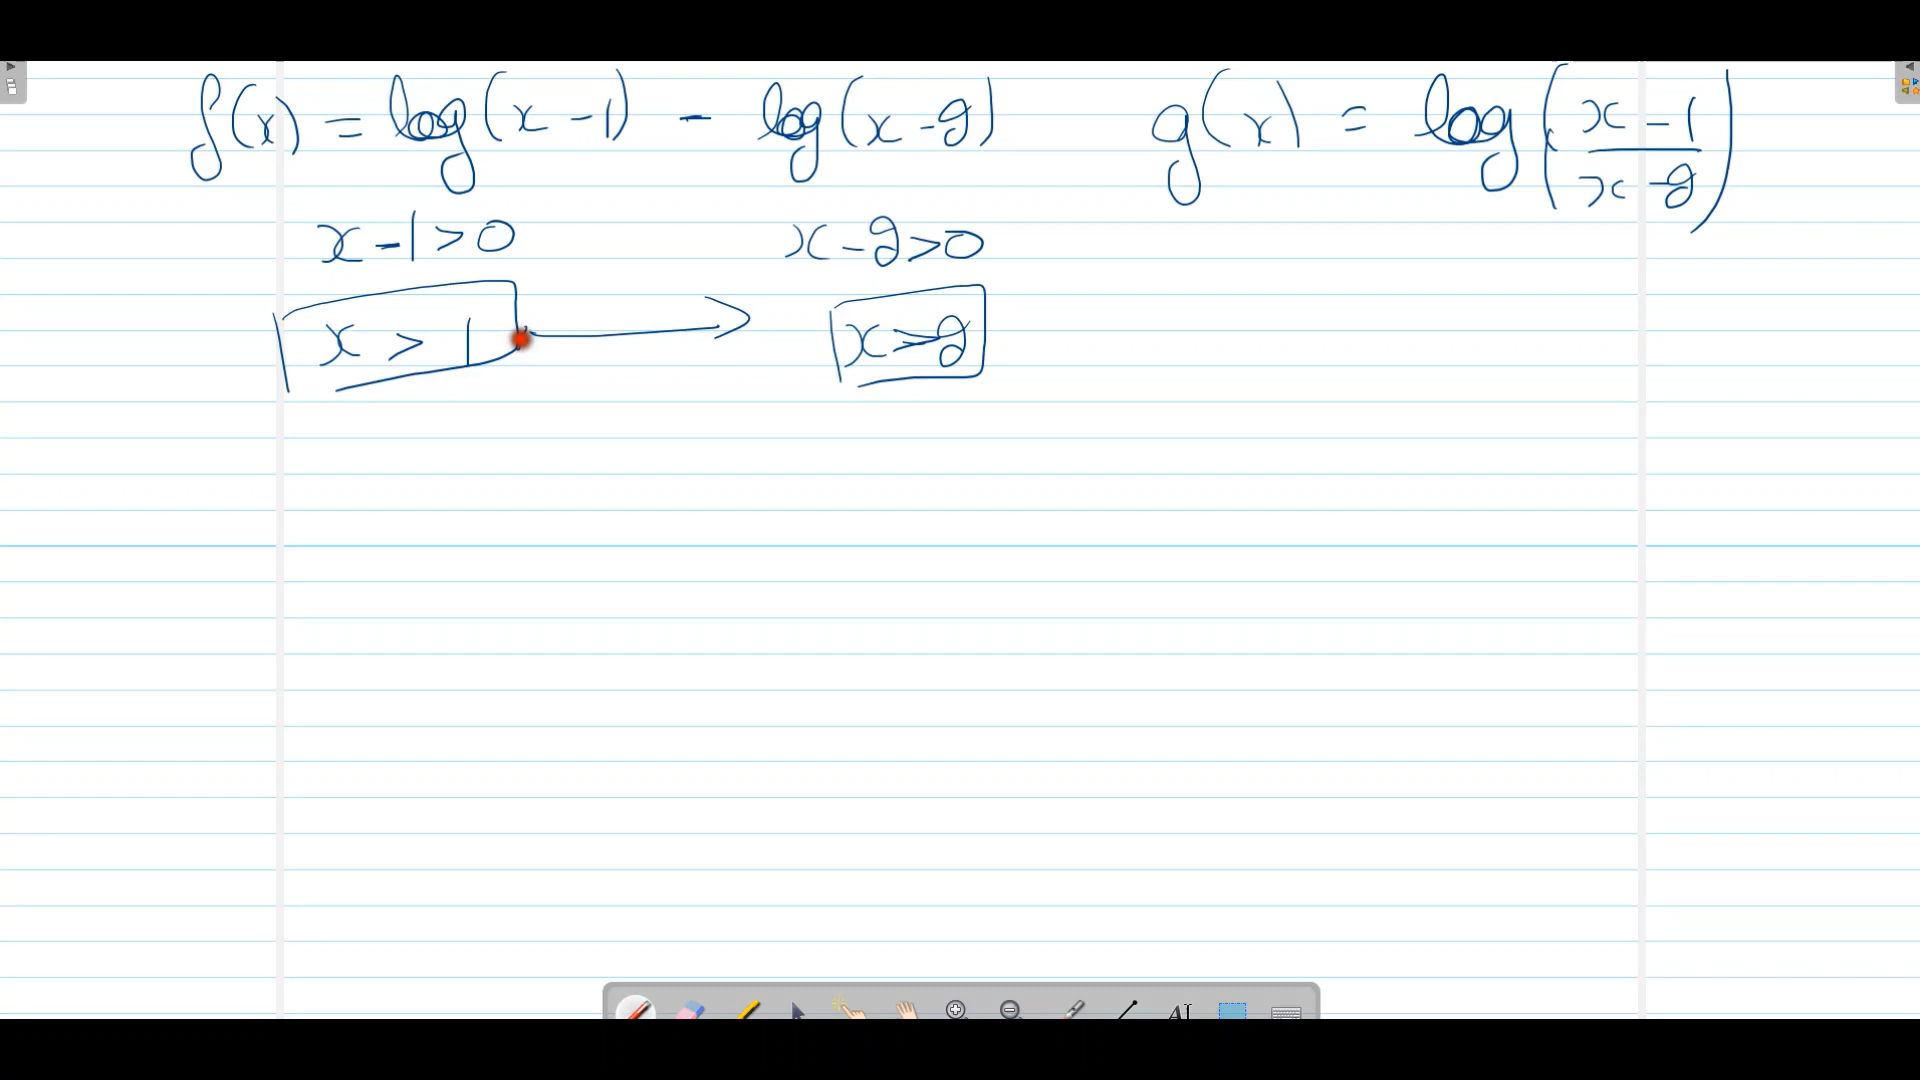 f(x) = log(x-1) - log(x-2) g(x) = log((x-1)/(x-2))
x-1>0 x-2>0
x > 1 x>2